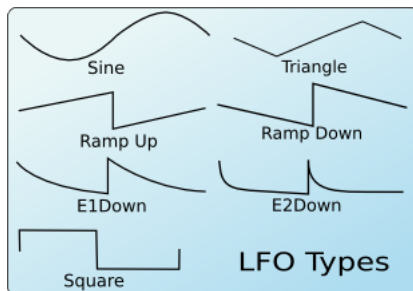 Sine
Triangle
Ramp Up
Ramp Down
E1Down
E2Down
Square
LFO Types